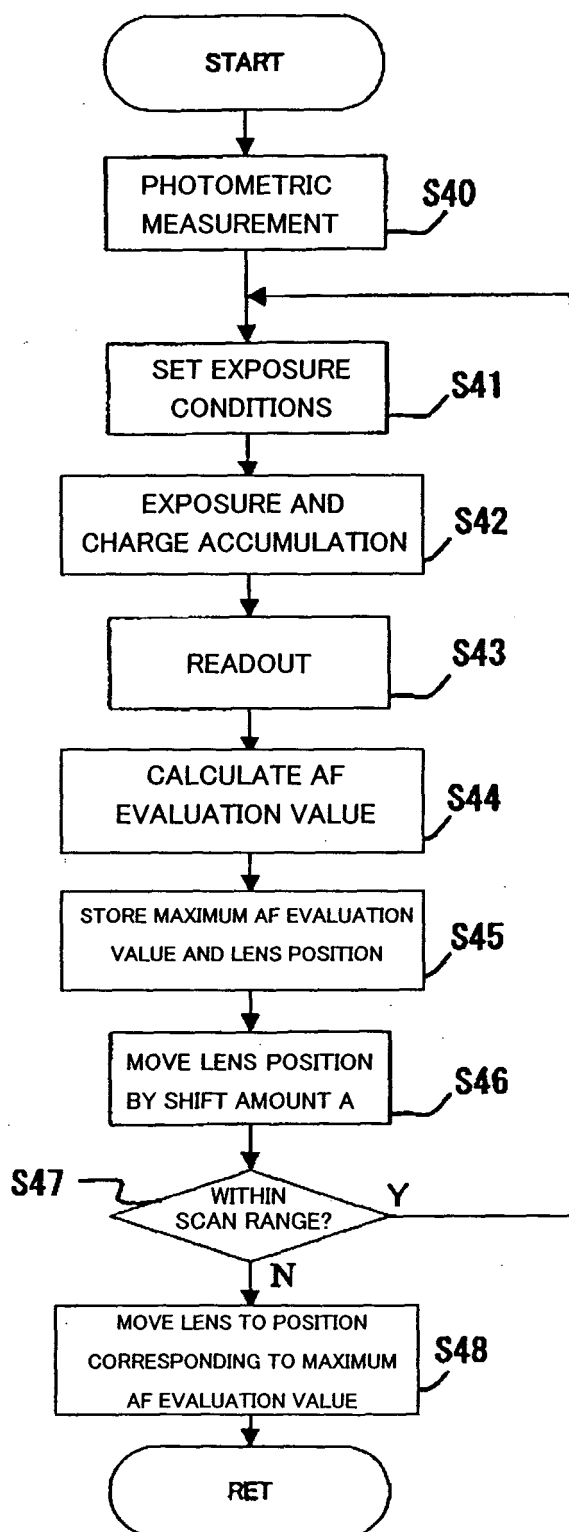 START
PHOTOMETRIC
MEASUREMENT
S40
SET EXPOSURE
CONDITIONS
S41
EXPOSURE AND
CHARGE ACCUMULATION
S42
READOUT
S43
CALCULATE AF
EVALUATION VALUE
S44
STORE MAXIMUM AF EVALUATION
VALUE AND LENS POSITION
S45
MOVE LENS POSITION
BY SHIFT AMOUNT A
S46
S47
WITHIN
SCAN RANGE?
Y
N
MOVE LENS TO POSITION
CORRESPONDING TO MAXIMUM
AF EVALUATION VALUE
S48
RET